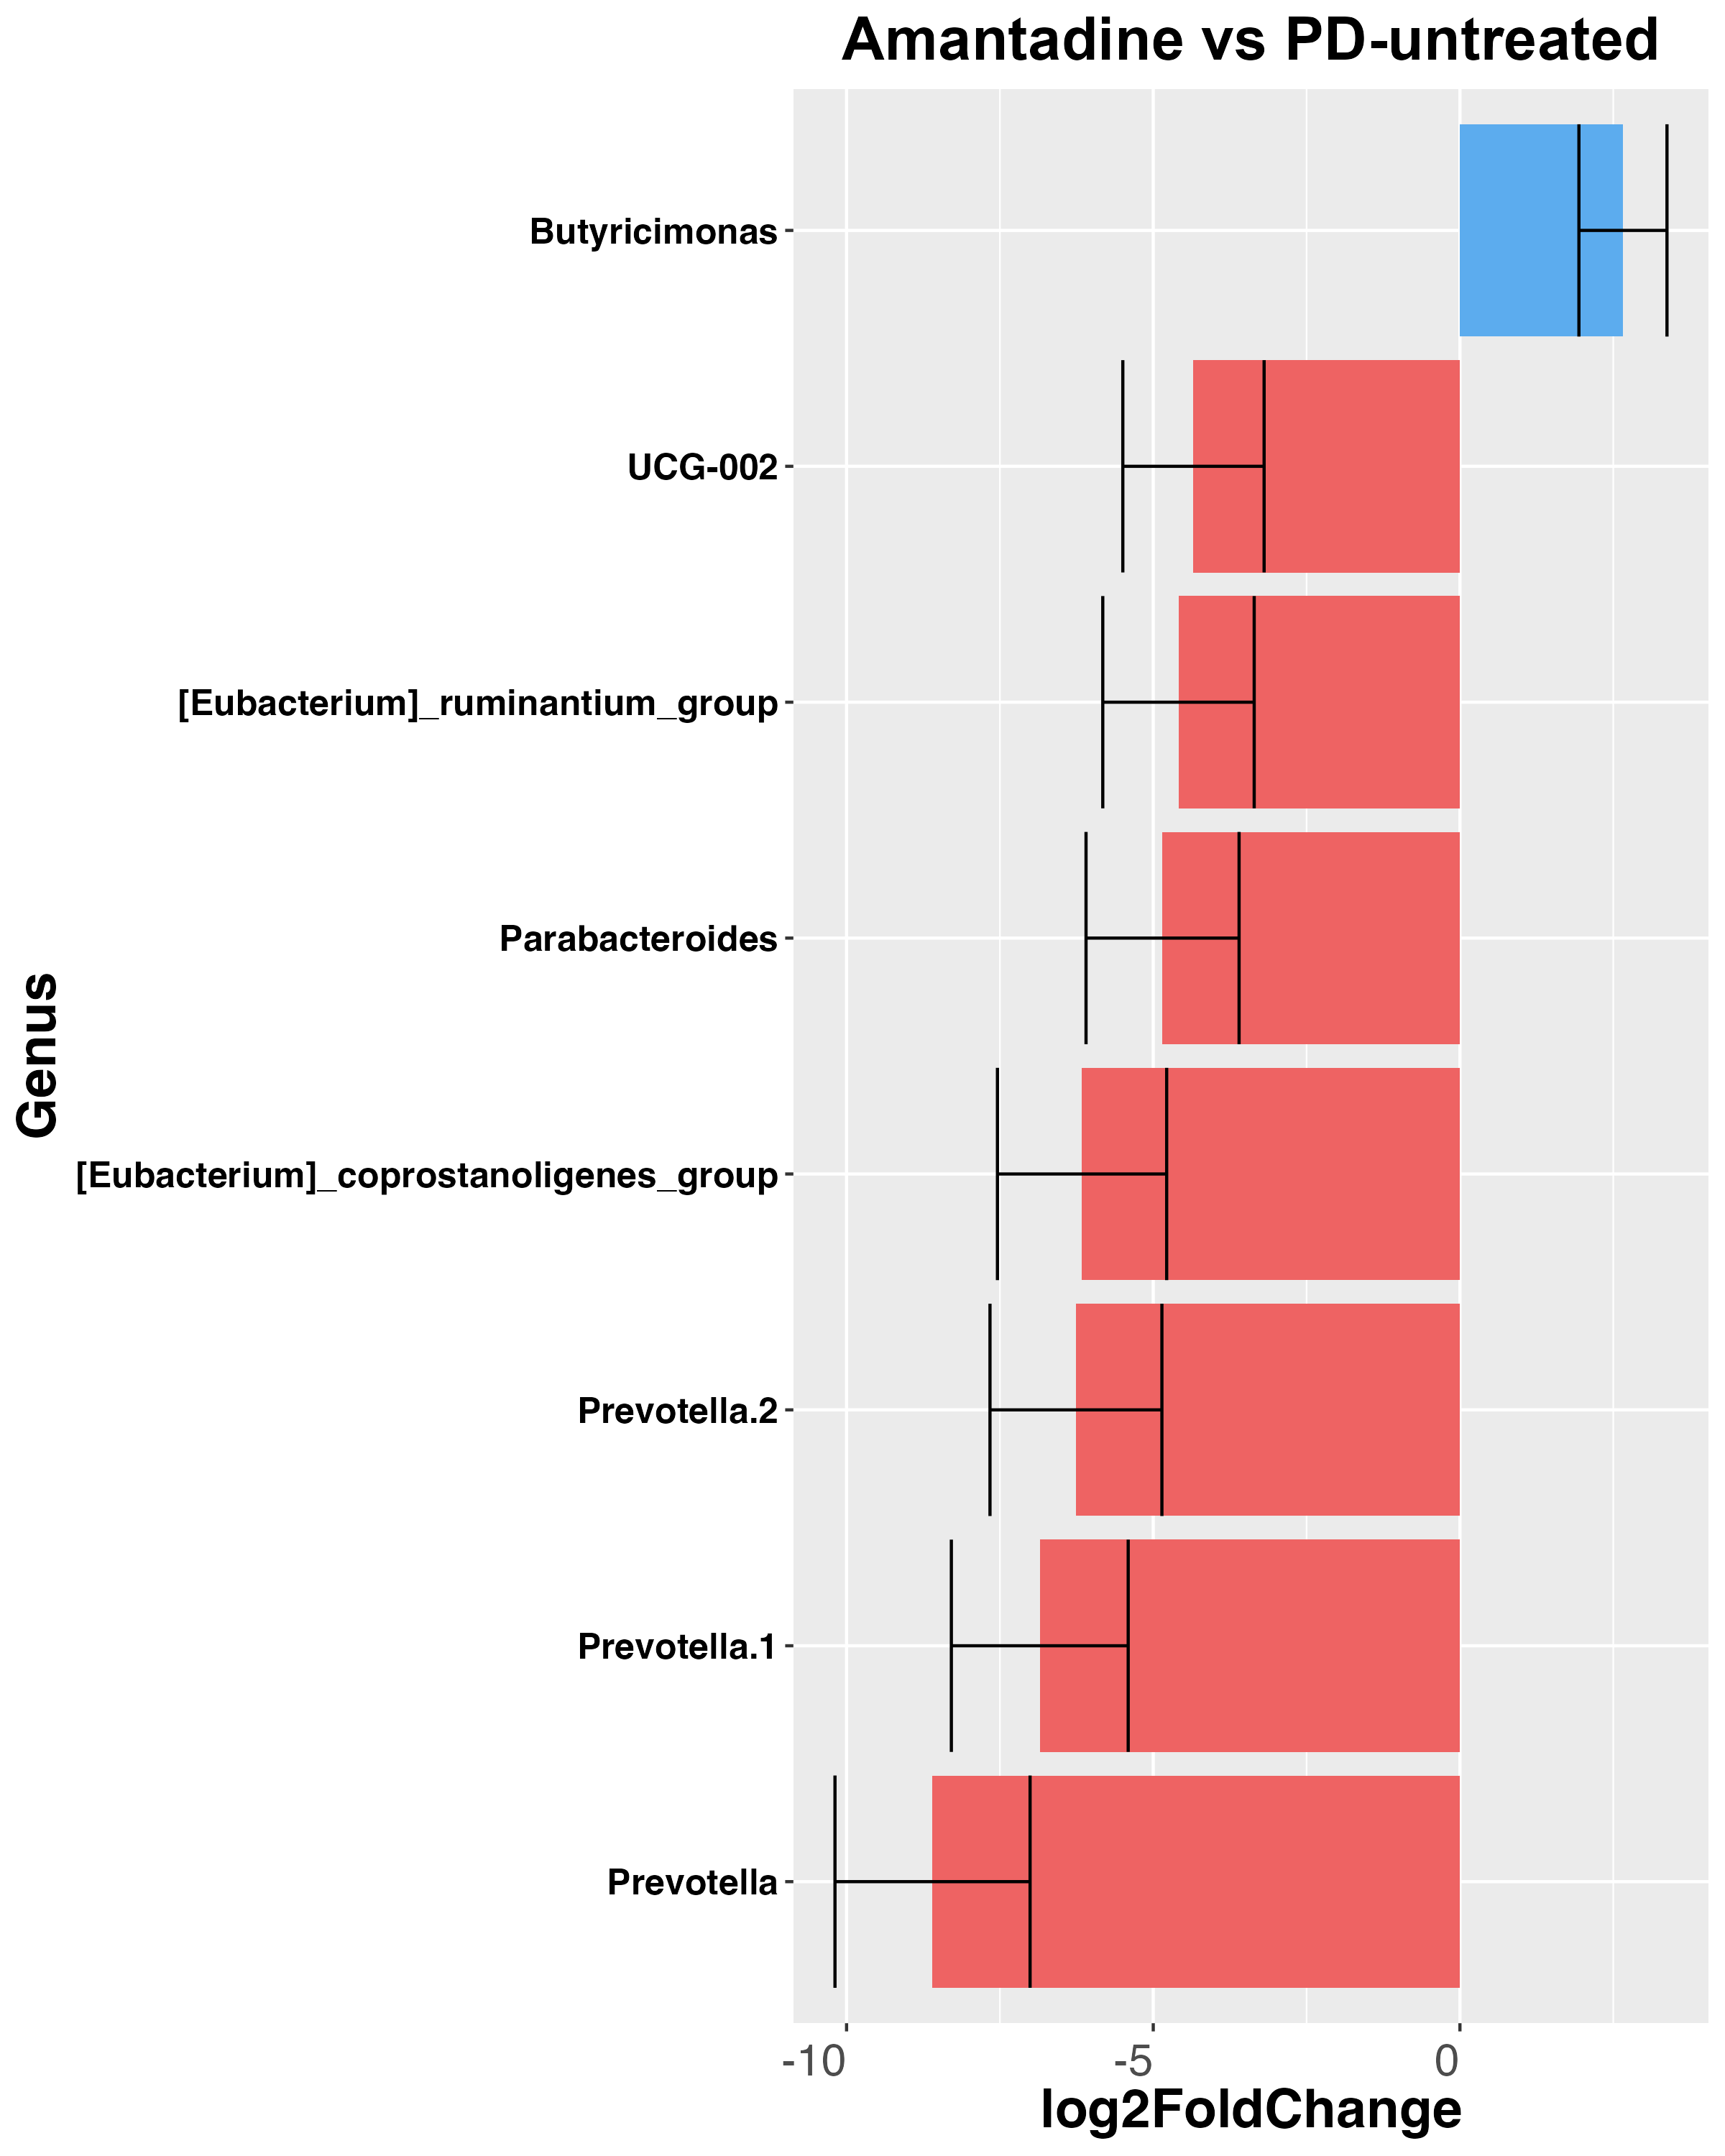 Amantadine vs PD-untreated
Genus
Butyricimonas
UCG-002
[Eubacterium]_ruminantium_group
Parabacteroides
[Eubacterium]_coprostanoligenes_group
Prevotella.2
Prevotella.1
Prevotella
-10
-5
0
log2FoldChange